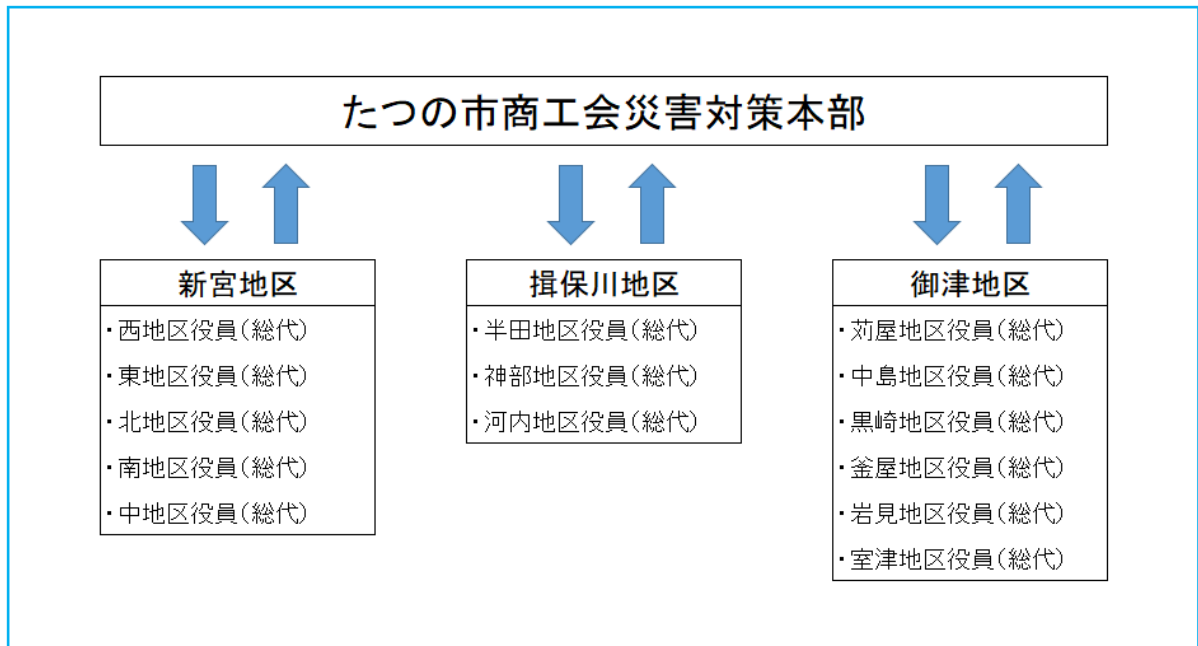 たつの市商工会災害対策本部
新宮地区
・西地区役員(総代)
・東地区役員(総代)
・北地区役員(総代)
・南地区役員(総代)
・中地区役員(総代)
揖保川地区
・半田地区役員(総代)
・神部地区役員(総代)
・河内地区役員(総代)
御津地区
・苅屋地区役員(総代)
・中島地区役員(総代)
・黒崎地区役員(総代)
・釜屋地区役員(総代)
・岩見地区役員(総代)
・室津地区役員(総代)